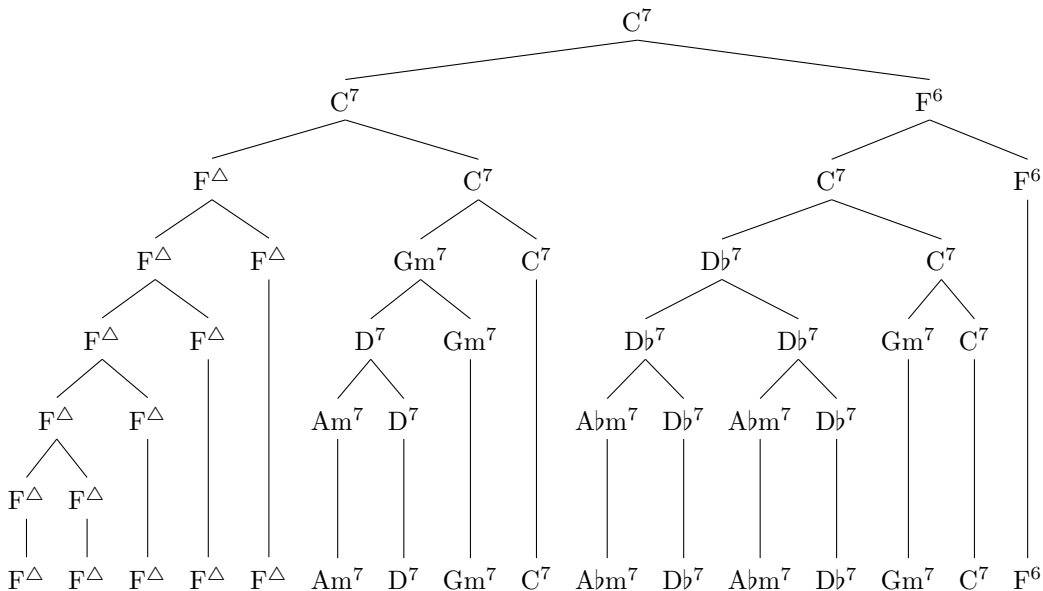 C⁷
C⁷ F⁶
F△ C⁷ C⁷ F⁶
F△ F△ Gm⁷ C⁷ D♭⁷ C⁷
F△ F△ D⁷ Gm⁷ D♭⁷ D♭⁷ Gm⁷ C⁷
F△ F△ Am⁷ D⁷ A♭m⁷ D♭⁷ A♭m⁷ D♭⁷
F△ F△
F△ F△ F△ F△ F△ Am⁷ D⁷ Gm⁷ C⁷ A♭m⁷ D♭⁷ A♭m⁷ D♭⁷ Gm⁷ C⁷ F⁶